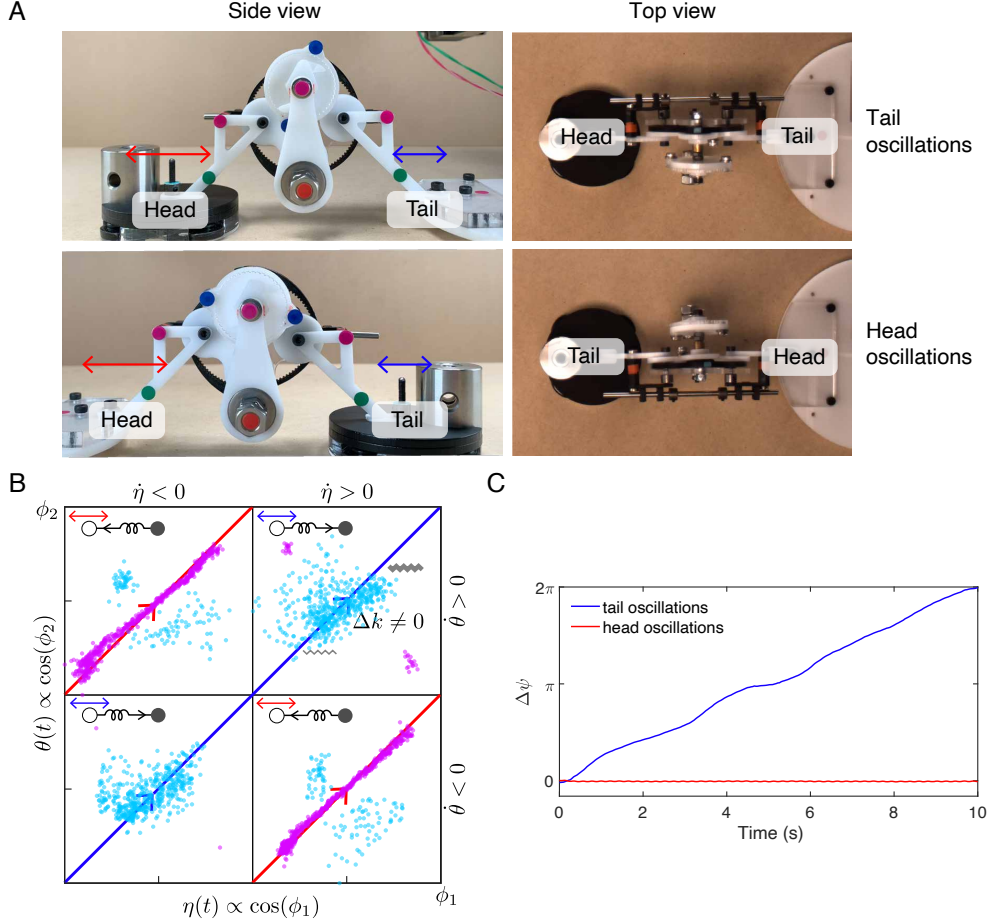 A
Side view
Top view
Head
Tail
Head
Tail
Tail
oscillations
Head
Tail
Tail
Head
Head
oscillations
B
η̇ < 0
η̇ > 0
ϕ₂
θ(t) ∝ cos(ϕ₂)
Δk ≠ 0
θ̇ > 0
θ̇ < 0
η(t) ∝ cos(ϕ₁)
ϕ₁
C
2π
π
0
Δψ
tail oscillations
head oscillations
0
2
4
6
8
10
Time (s)